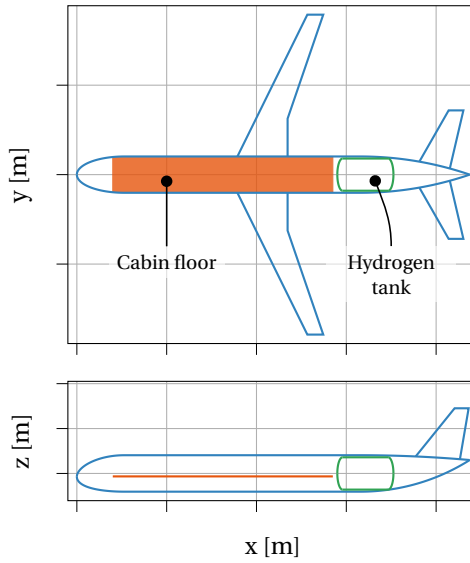 y [m]
Cabin floor
Hydrogen
tank
z [m]
x [m]